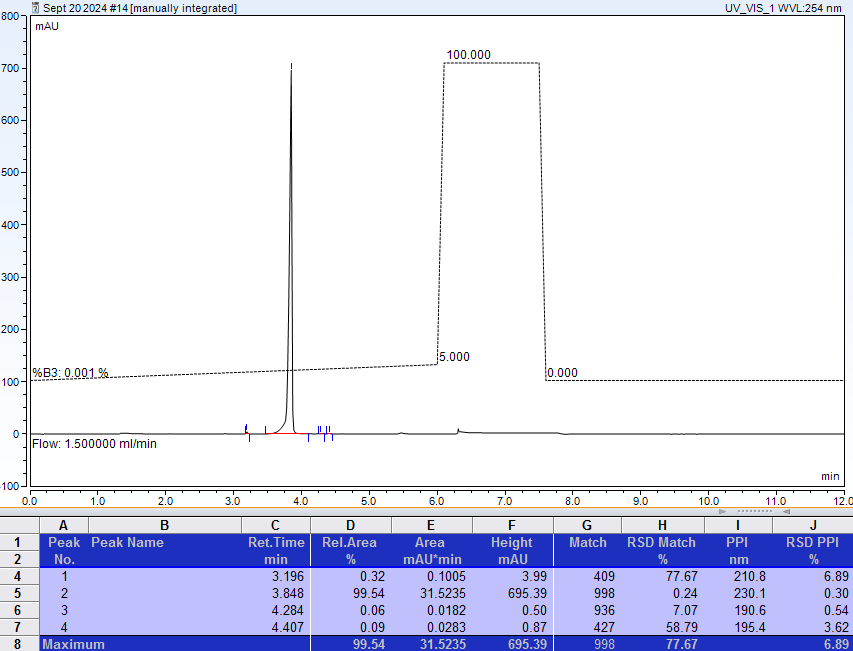 Sept 20 2024 #14 [manually integrated] UV_VIS_1 WVL:254 nm
800
mAU
700
600
500
400
300
200
100
0
-100
100.000
5.000
%B3: 0.001 %
0.000
Flow: 1.500000 ml/min
min
0.0 1.0 2.0 3.0 4.0 5.0 6.0 7.0 8.0 9.0 10.0 11.0 12.0
A B C D E F G H I J
1 Peak Peak Name Ret.Time Rel.Area Area Height Match RSD Match PPI RSD PPI
2 No. min % mAU*min mAU % nm %
4 1 3.196 0.32 0.1005 3.99 409 77.67 210.8 6.89
5 2 3.848 99.54 31.5235 695.39 998 0.24 230.1 0.30
6 3 4.284 0.06 0.0182 0.50 936 7.07 190.6 0.54
7 4 4.407 0.09 0.0283 0.87 427 58.79 195.4 3.62
8 Maximum 99.54 31.5235 695.39 998 77.67 6.89